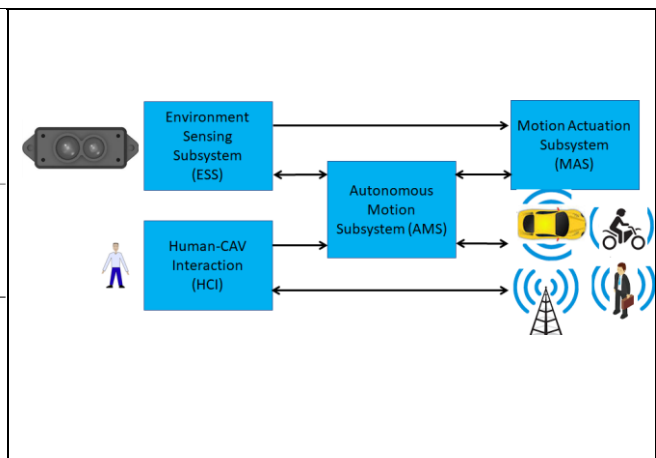 Environment
Sensing
Subsystem
(ESS)
Motion Actuation
Subsystem
(MAS)
Autonomous
Motion
Subsystem (AMS)
Human-CAV
Interaction
(HCI)